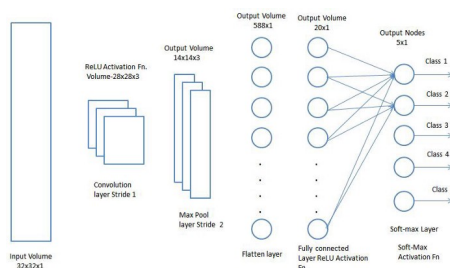 Output Volume
588x1
Output Volume
20x1
Output Nodes
5x1
ReLU Activation Fn.
Volume-28x28x3
Output Volume
14x14x3
Class 1
Class 2
Class 3
Class 4
Class
Convolution
layer Stride 1
Max Pool
layer Stride 2
Input Volume
32x32x1
Flatten layer
Fully connected
Layer ReLU Activation
Fn
Soft-max Layer
Soft-Max
Activation Fn